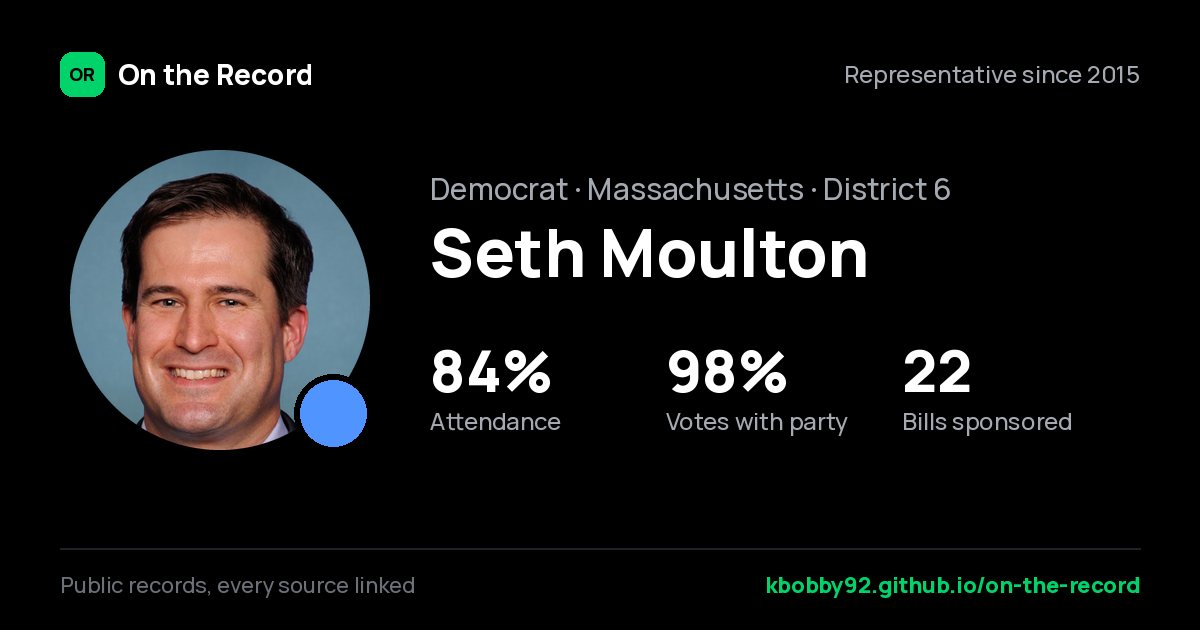 OR On the Record
Representative since 2015
Democrat · Massachusetts · District 6
Seth Moulton
84% 98% 22
Attendance Votes with party Bills sponsored
Public records, every source linked
kbobby92.github.io/on-the-record